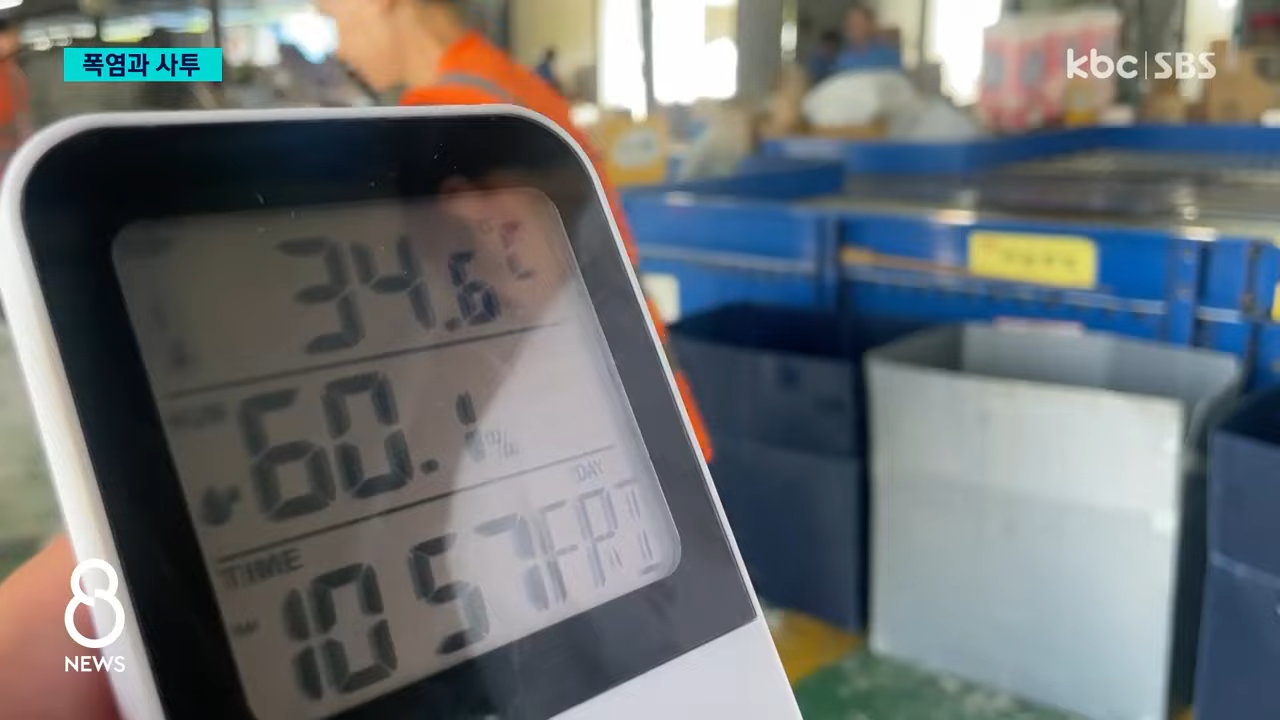 폭염과 사투
kbc SBS
34.6 °C
60.1 %
DAY
TIME
10 57 FRI
8
NEWS